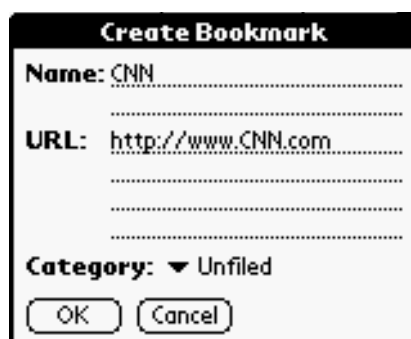 Create Bookmark
Name: CNN
URL: http://www.CNN.com
Category: Unfiled
OK Cancel